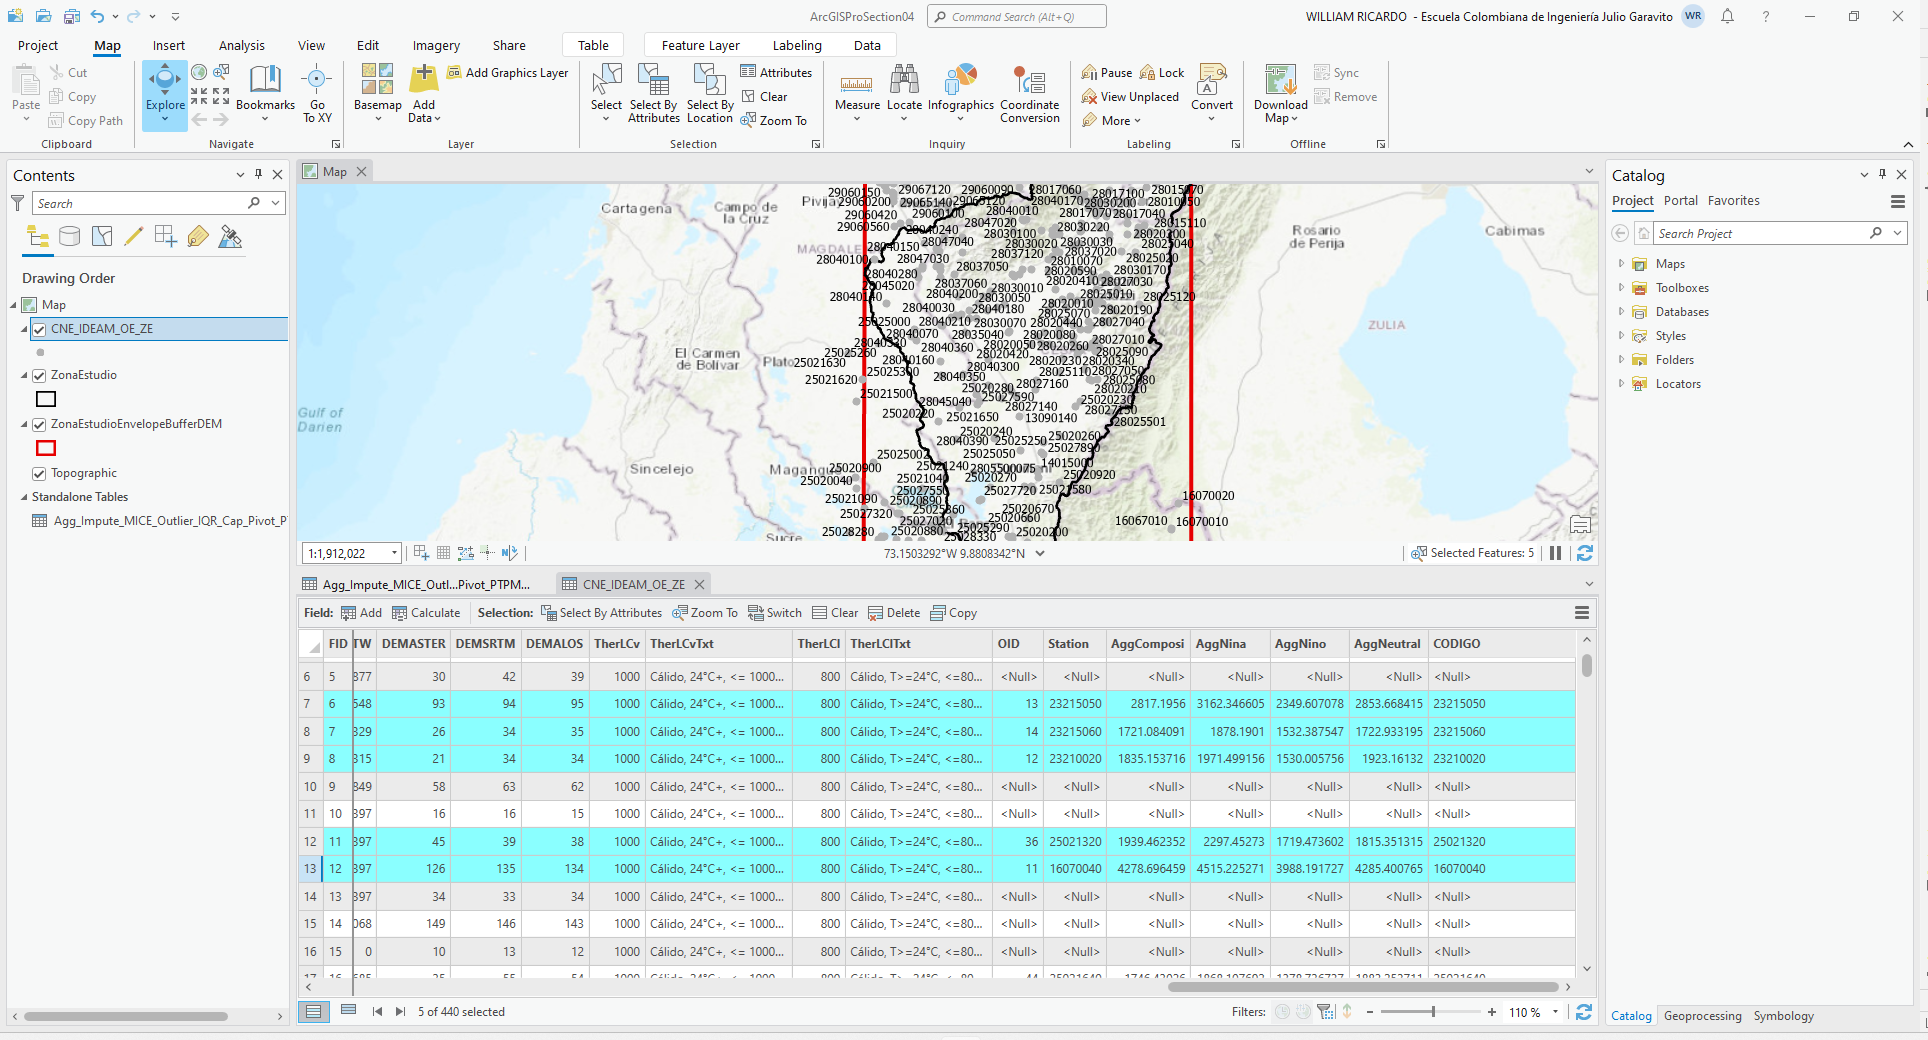 ArcGISProSection04
Command Search (Alt+Q)
WILLIAM RICARDO - Escuela Colombiana de Ingeniería Julio Garavito
WR
Project Map Insert Analysis View Edit Imagery Share Table Feature Layer Labeling Data
Paste
Cut
Copy
Copy Path
Clipboard
Explore
Bookmarks
Go To XY
Navigate
Basemap
Add Data
Add Graphics Layer
Layer
Select
Select By Attributes
Select By Location
Attributes
Clear
Zoom To
Selection
Measure
Locate
Infographics
Coordinate Conversion
Inquiry
Pause
Lock
View Unplaced
More
Convert
Labeling
Download Map
Sync
Remove
Offline
Contents
Search
Drawing Order
Map
CNE_IDEAM_OE_ZE
ZonaEstudio
ZonaEstudioEnvelopeBufferDEM
Topographic
Standalone Tables
Agg_Impute_MICE_Outlier_IQR_Cap_Pivot_P
Map
Cartagena
Campo de la Cruz
Pivija
MAGDALE
El Carmen de Bolívar
Plato
Gulf of Darien
Sincelejo
Magangu
Sucre
Rosario de Perija
Cabimas
ZULIA
29060150 29067120 29060090 28017060 28015070
29060200 29065140 29065120 28040170 28017100 28030200 28010050
29060420 29060100 28040010 28017070 28017040
29060560 28040240 28047020 28030220 28015110
28040150 28047040 28030100 28030020 28030030 28020300 28025040
28040100 28047030 28037120 28037020 28025020
28040280 28037050 28010070 28020590 28030170
28045020 28037060 28030010 28020410 28027030
28040140 28040200 28030050 28025010 28025120
28040030 28040180 28020010 28020190
25025000 28040210 28030070 28025070 28020440 28027040
28040070 28035040 28020080
28040330 28040360 28020050 28020260 28027010
25025260 28040160 28020420 28020230 28020340 28025090
25021630 25025300 28040300 28025110 28027050
25021620 28040350 28027160 28025080
25021500 25020280 28020210
28045040 25027590 25020230
25020220 28027140 28027130
25021650 13090140 28025501
25020240 25020260
28040390 25025250 25027890
25025002 25025050
25020900 25021240 2805500075 14015000
25020040 25021040 25020270 25020920
25027550 25027720 25021580
25021090 25020890 16070020
25027320 25025360 25020670
25027020 25020660 16067010 16070010
25028280 25020880 25025290 25020200
25028330
1:1,912,022
73.1503292°W 9.8808342°N
Selected Features: 5
Agg_Impute_MICE_Outl...Pivot_PTPM...
CNE_IDEAM_OE_ZE
Field: Add Calculate Selection: Select By Attributes Zoom To Switch Clear Delete Copy
FID TW DEMASTER DEMSRTM DEMALOS TherLCv TherLCvTxt TherLCl TherLClTxt OID Station AggComposi AggNina AggNino AggNeutral CODIGO
6 5 377 30 42 39 1000 Cálido, 24°C+, <= 1000... 800 Cálido, T>=24°C, <=80... <Null> <Null> <Null> <Null> <Null> <Null> <Null>
7 6 548 93 94 95 1000 Cálido, 24°C+, <= 1000... 800 Cálido, T>=24°C, <=80... 13 23215050 2817.1956 3162.346605 2349.607078 2853.668415 23215050
8 7 329 26 34 35 1000 Cálido, 24°C+, <= 1000... 800 Cálido, T>=24°C, <=80... 14 23215060 1721.084091 1878.1901 1532.387547 1722.933195 23215060
9 8 315 21 34 34 1000 Cálido, 24°C+, <= 1000... 800 Cálido, T>=24°C, <=80... 12 23210020 1835.153716 1971.499156 1530.005756 1923.16132 23210020
10 9 349 58 63 62 1000 Cálido, 24°C+, <= 1000... 800 Cálido, T>=24°C, <=80... <Null> <Null> <Null> <Null> <Null> <Null> <Null>
11 10 397 16 16 15 1000 Cálido, 24°C+, <= 1000... 800 Cálido, T>=24°C, <=80... <Null> <Null> <Null> <Null> <Null> <Null> <Null>
12 11 397 45 39 38 1000 Cálido, 24°C+, <= 1000... 800 Cálido, T>=24°C, <=80... 36 25021320 1939.462352 2297.45273 1719.473602 1815.351315 25021320
13 12 397 126 135 134 1000 Cálido, 24°C+, <= 1000... 800 Cálido, T>=24°C, <=80... 11 16070040 4278.696459 4515.225271 3988.191727 4285.400765 16070040
14 13 397 34 33 34 1000 Cálido, 24°C+, <= 1000... 800 Cálido, T>=24°C, <=80... <Null> <Null> <Null> <Null> <Null> <Null> <Null>
15 14 068 149 146 143 1000 Cálido, 24°C+, <= 1000... 800 Cálido, T>=24°C, <=80... <Null> <Null> <Null> <Null> <Null> <Null> <Null>
16 15 0 10 13 12 1000 Cálido, 24°C+, <= 1000... 800 Cálido, T>=24°C, <=80... <Null> <Null> <Null> <Null> <Null> <Null> <Null>
5 of 440 selected
Filters:
110 %
Catalog
Project Portal Favorites
Search Project
Maps
Toolboxes
Databases
Styles
Folders
Locators
Catalog Geoprocessing Symbology